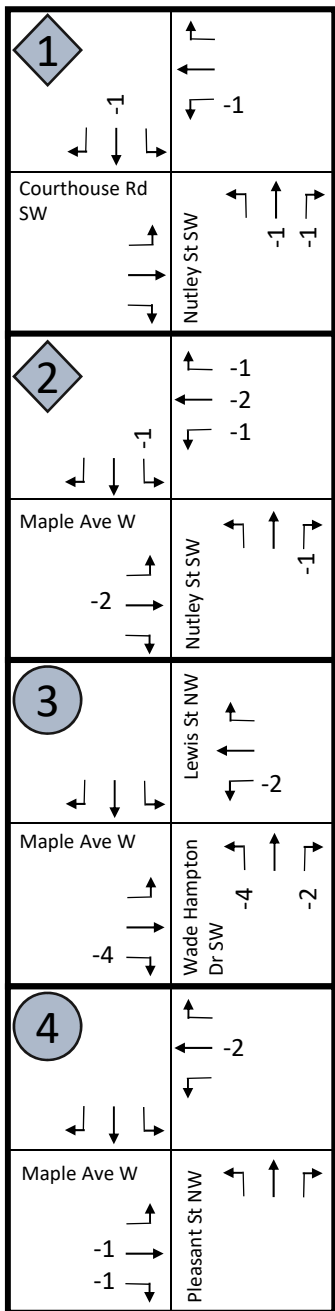 1
-1
-1
Courthouse Rd
SW
Nutley St SW
-1
-1
2
-1
-1
-2
-1
Maple Ave W
-2
Nutley St SW
-1
3
Lewis St NW
-2
Maple Ave W
-4
Wade Hampton
Dr SW
-4
-2
4
-2
Maple Ave W
-1
-1
Pleasant St NW